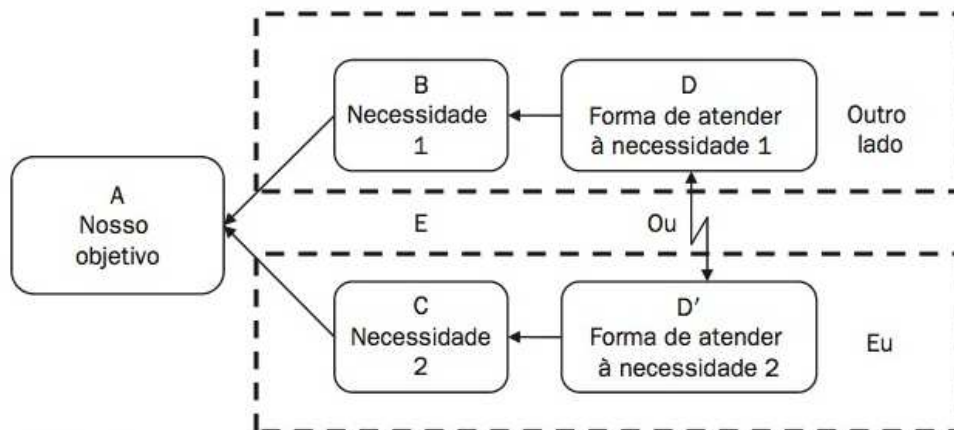 B
Necessidade
1
D
Forma de atender
à necessidade 1
Outro
lado
A
Nosso
objetivo
E
Ou
C
Necessidade
2
D′
Forma de atender
à necessidade 2
Eu